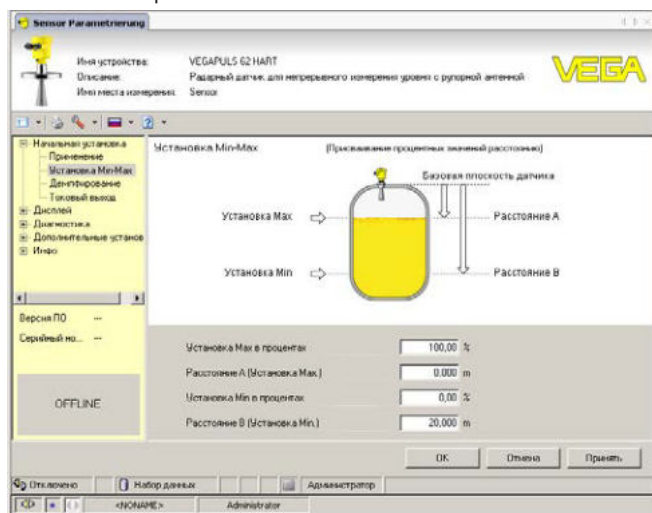 Sensor Parametrierung
Имя устройства: VEGAPULS 62 HART
Описание: Радарный датчик для непрерывного измерения уровня с рупорной антенной
Имя места измерения: Sensor
VEGA
Начальная установка
Применение
Установка Min-Max
Демпфирование
Токовый выход
Дисплей
Диагностика
Дополнительные установ
Инфо
Версия ПО ---
Серийный но... ---
OFFLINE
Установка Min-Max (Присваивание процентных значений расстоянию)
Базовая плоскость датчика
Установка Max
Расстояние A
Установка Min
Расстояние B
Установка Max в процентах 100,00 %
Расстояние A (Установка Max.) 0,000 m
Установка Min в процентах 0,00 %
Расстояние B (Установка Min.) 20,000 m
OK Отмена Принять
Отключено Набор данных Администратор
<NONAME> Administrator